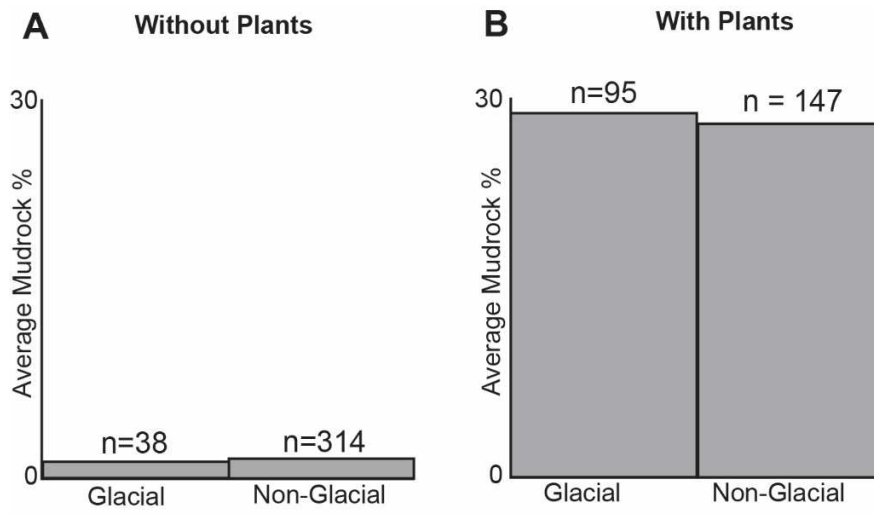 A
Without Plants
30
Average Mudrock %
n=38
n=314
0
Glacial
Non-Glacial
B
With Plants
30
Average Mudrock %
n=95
n = 147
0
Glacial
Non-Glacial